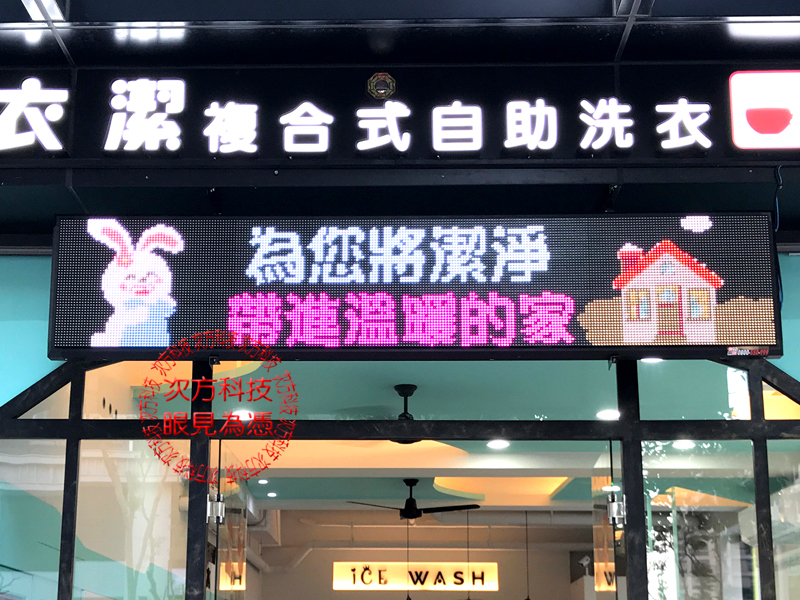 衣潔複合式自助洗衣
為您將潔淨
帶進溫暖的家
次方科技
眼見為憑
ICE WASH